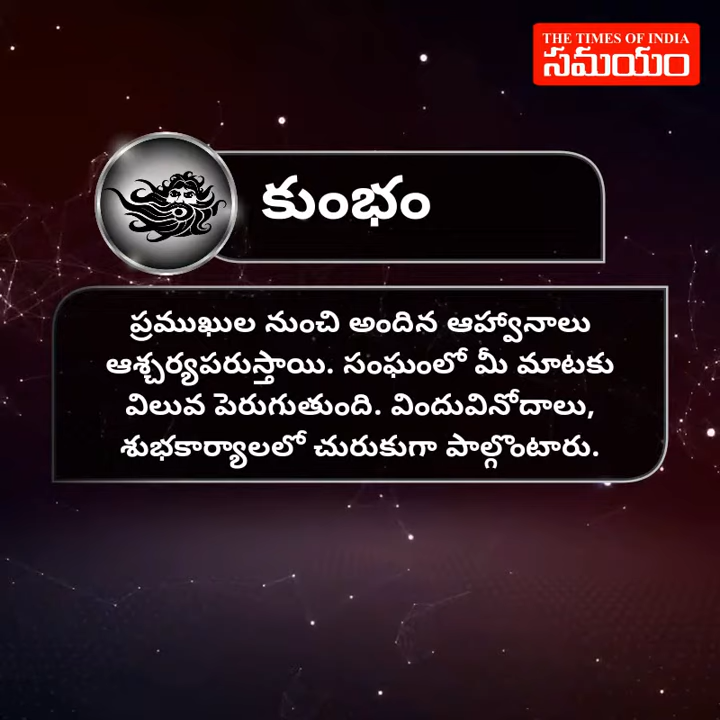 THE TIMES OF INDIA
సమయం
కుంభం
ప్రముఖుల నుంచి అందిన ఆహ్వానాలు
ఆశ్చర్యపరుస్తాయి. సంఘంలో మీ మాటకు
విలువ పెరుగుతుంది. విందువినోదాలు,
శుభకార్యాలలో చురుకుగా పాల్గొంటారు.